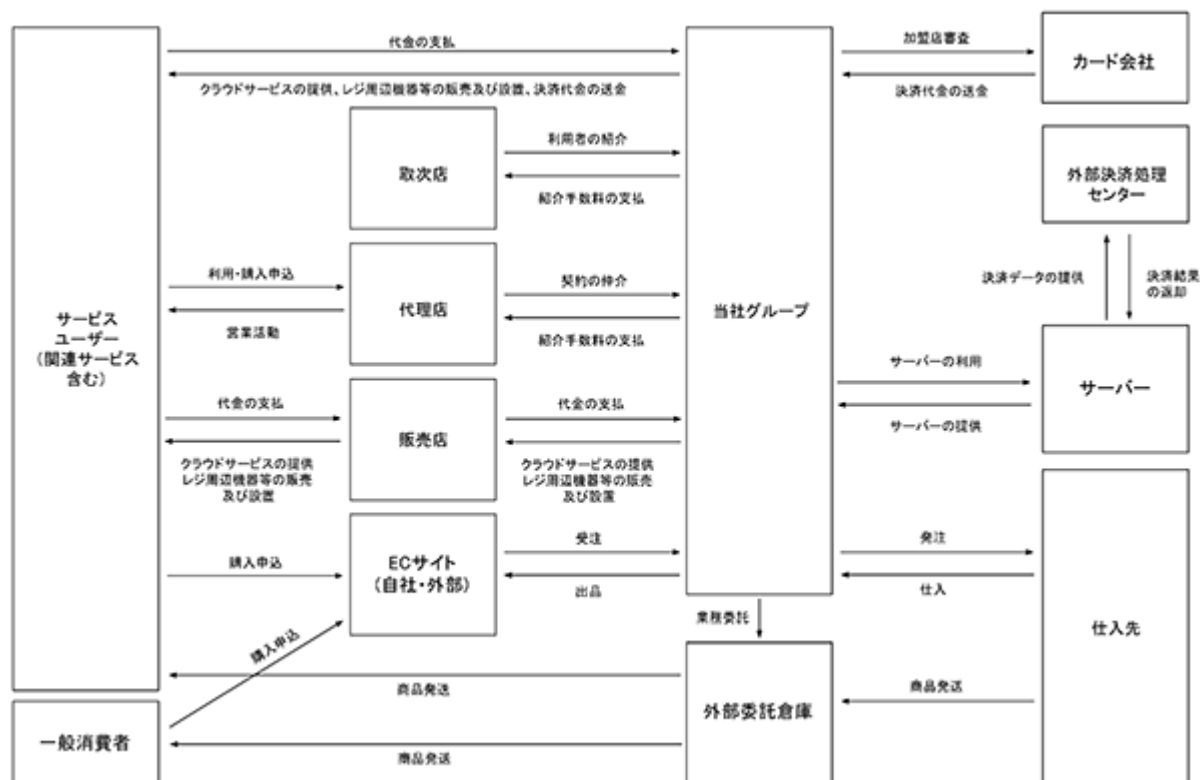 代金の支払
加盟店審査
カード会社
クラウドサービスの提供、レジ周辺機器等の販売及び設置、決済代金の送金
決済代金の送金
利用者の紹介
取次店
紹介手数料の支払
外部決済処理
センター
利用・購入申込
契約の仲介
代理店
営業活動
紹介手数料の支払
当社グループ
決済データの提供
決済結果
の返却
サービス
ユーザー
(関連サービス
含む)
サーバーの利用
サーバー
サーバーの提供
代金の支払
代金の支払
販売店
クラウドサービスの提供
レジ周辺機器等の販売
及び設置
クラウドサービスの提供
レジ周辺機器等の販売
及び設置
購入申込
ECサイト
(自社・外部)
受注
出品
発注
仕入
業務委託
仕入先
購入申込
商品発送
外部委託倉庫
商品発送
一般消費者
商品発送